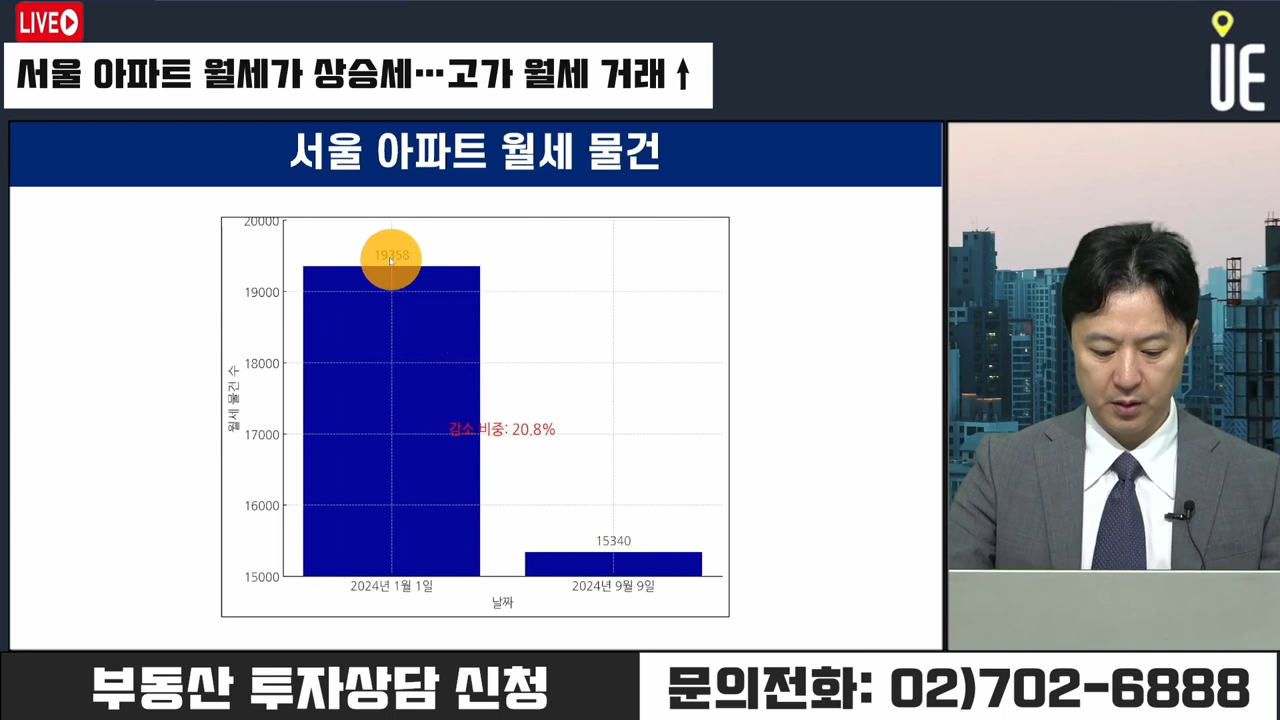 LIVE
서울 아파트 월세가 상승세…고가 월세 거래↑
UE
서울 아파트 월세 물건
20000
19358
19000
18000
월세 물건 수
감소 비중: 20.8%
17000
16000
15340
15000
2024년 1월 1일
2024년 9월 9일
날짜
부동산 투자상담 신청
문의전화: 02)702-6888